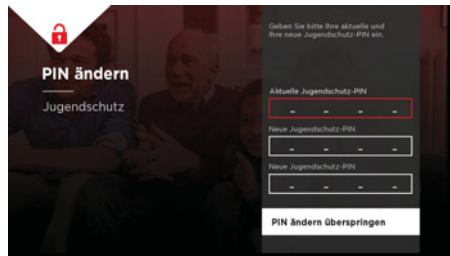 PIN ändern
Jugendschutz
Geben Sie bitte Ihre aktuelle und
Ihre neue Jugendschutz-PIN ein.
Aktuelle Jugendschutz-PIN
– – – –
Neue Jugendschutz-PIN
– – – –
Neue Jugendschutz-PIN
– – – –
PIN ändern überspringen